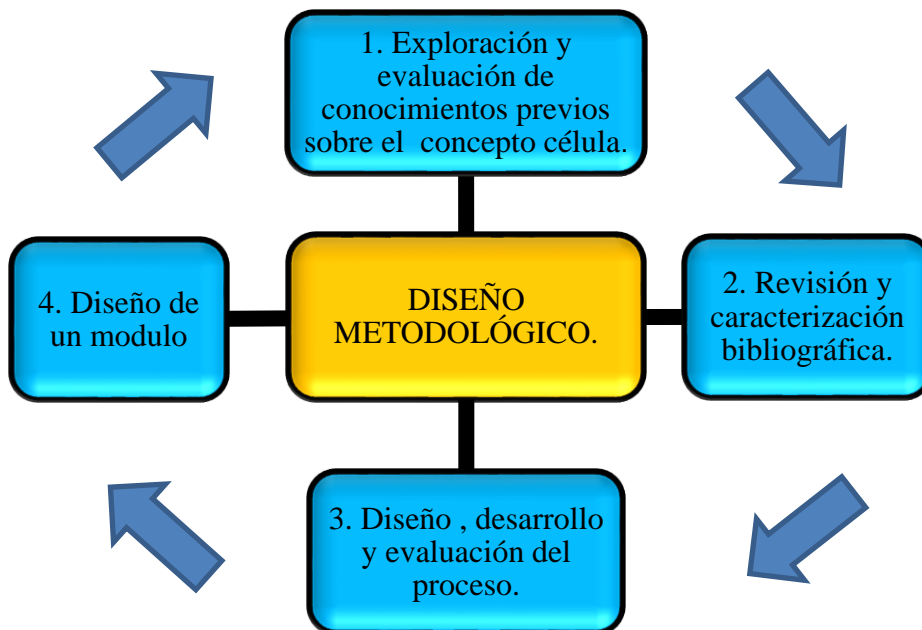 1. Exploración y
evaluación de
conocimientos previos
sobre el concepto célula.
DISEÑO
METODOLÓGICO.
2. Revisión y
caracterización
bibliográfica.
3. Diseño , desarrollo
y evaluación del
proceso.
4. Diseño de
un modulo